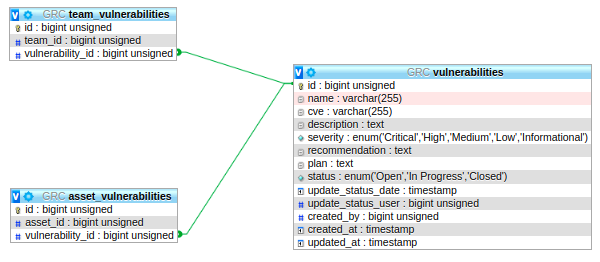 GRC team_vulnerabilities
id : bigint unsigned
team_id : bigint unsigned
vulnerability_id : bigint unsigned
GRC vulnerabilities
id : bigint unsigned
name : varchar(255)
cve : varchar(255)
description : text
severity : enum('Critical','High','Medium','Low','Informational')
recommendation : text
plan : text
status : enum('Open','In Progress','Closed')
update_status_date : timestamp
update_status_user : bigint unsigned
created_by : bigint unsigned
created_at : timestamp
updated_at : timestamp
GRC asset_vulnerabilities
id : bigint unsigned
asset_id : bigint unsigned
vulnerability_id : bigint unsigned